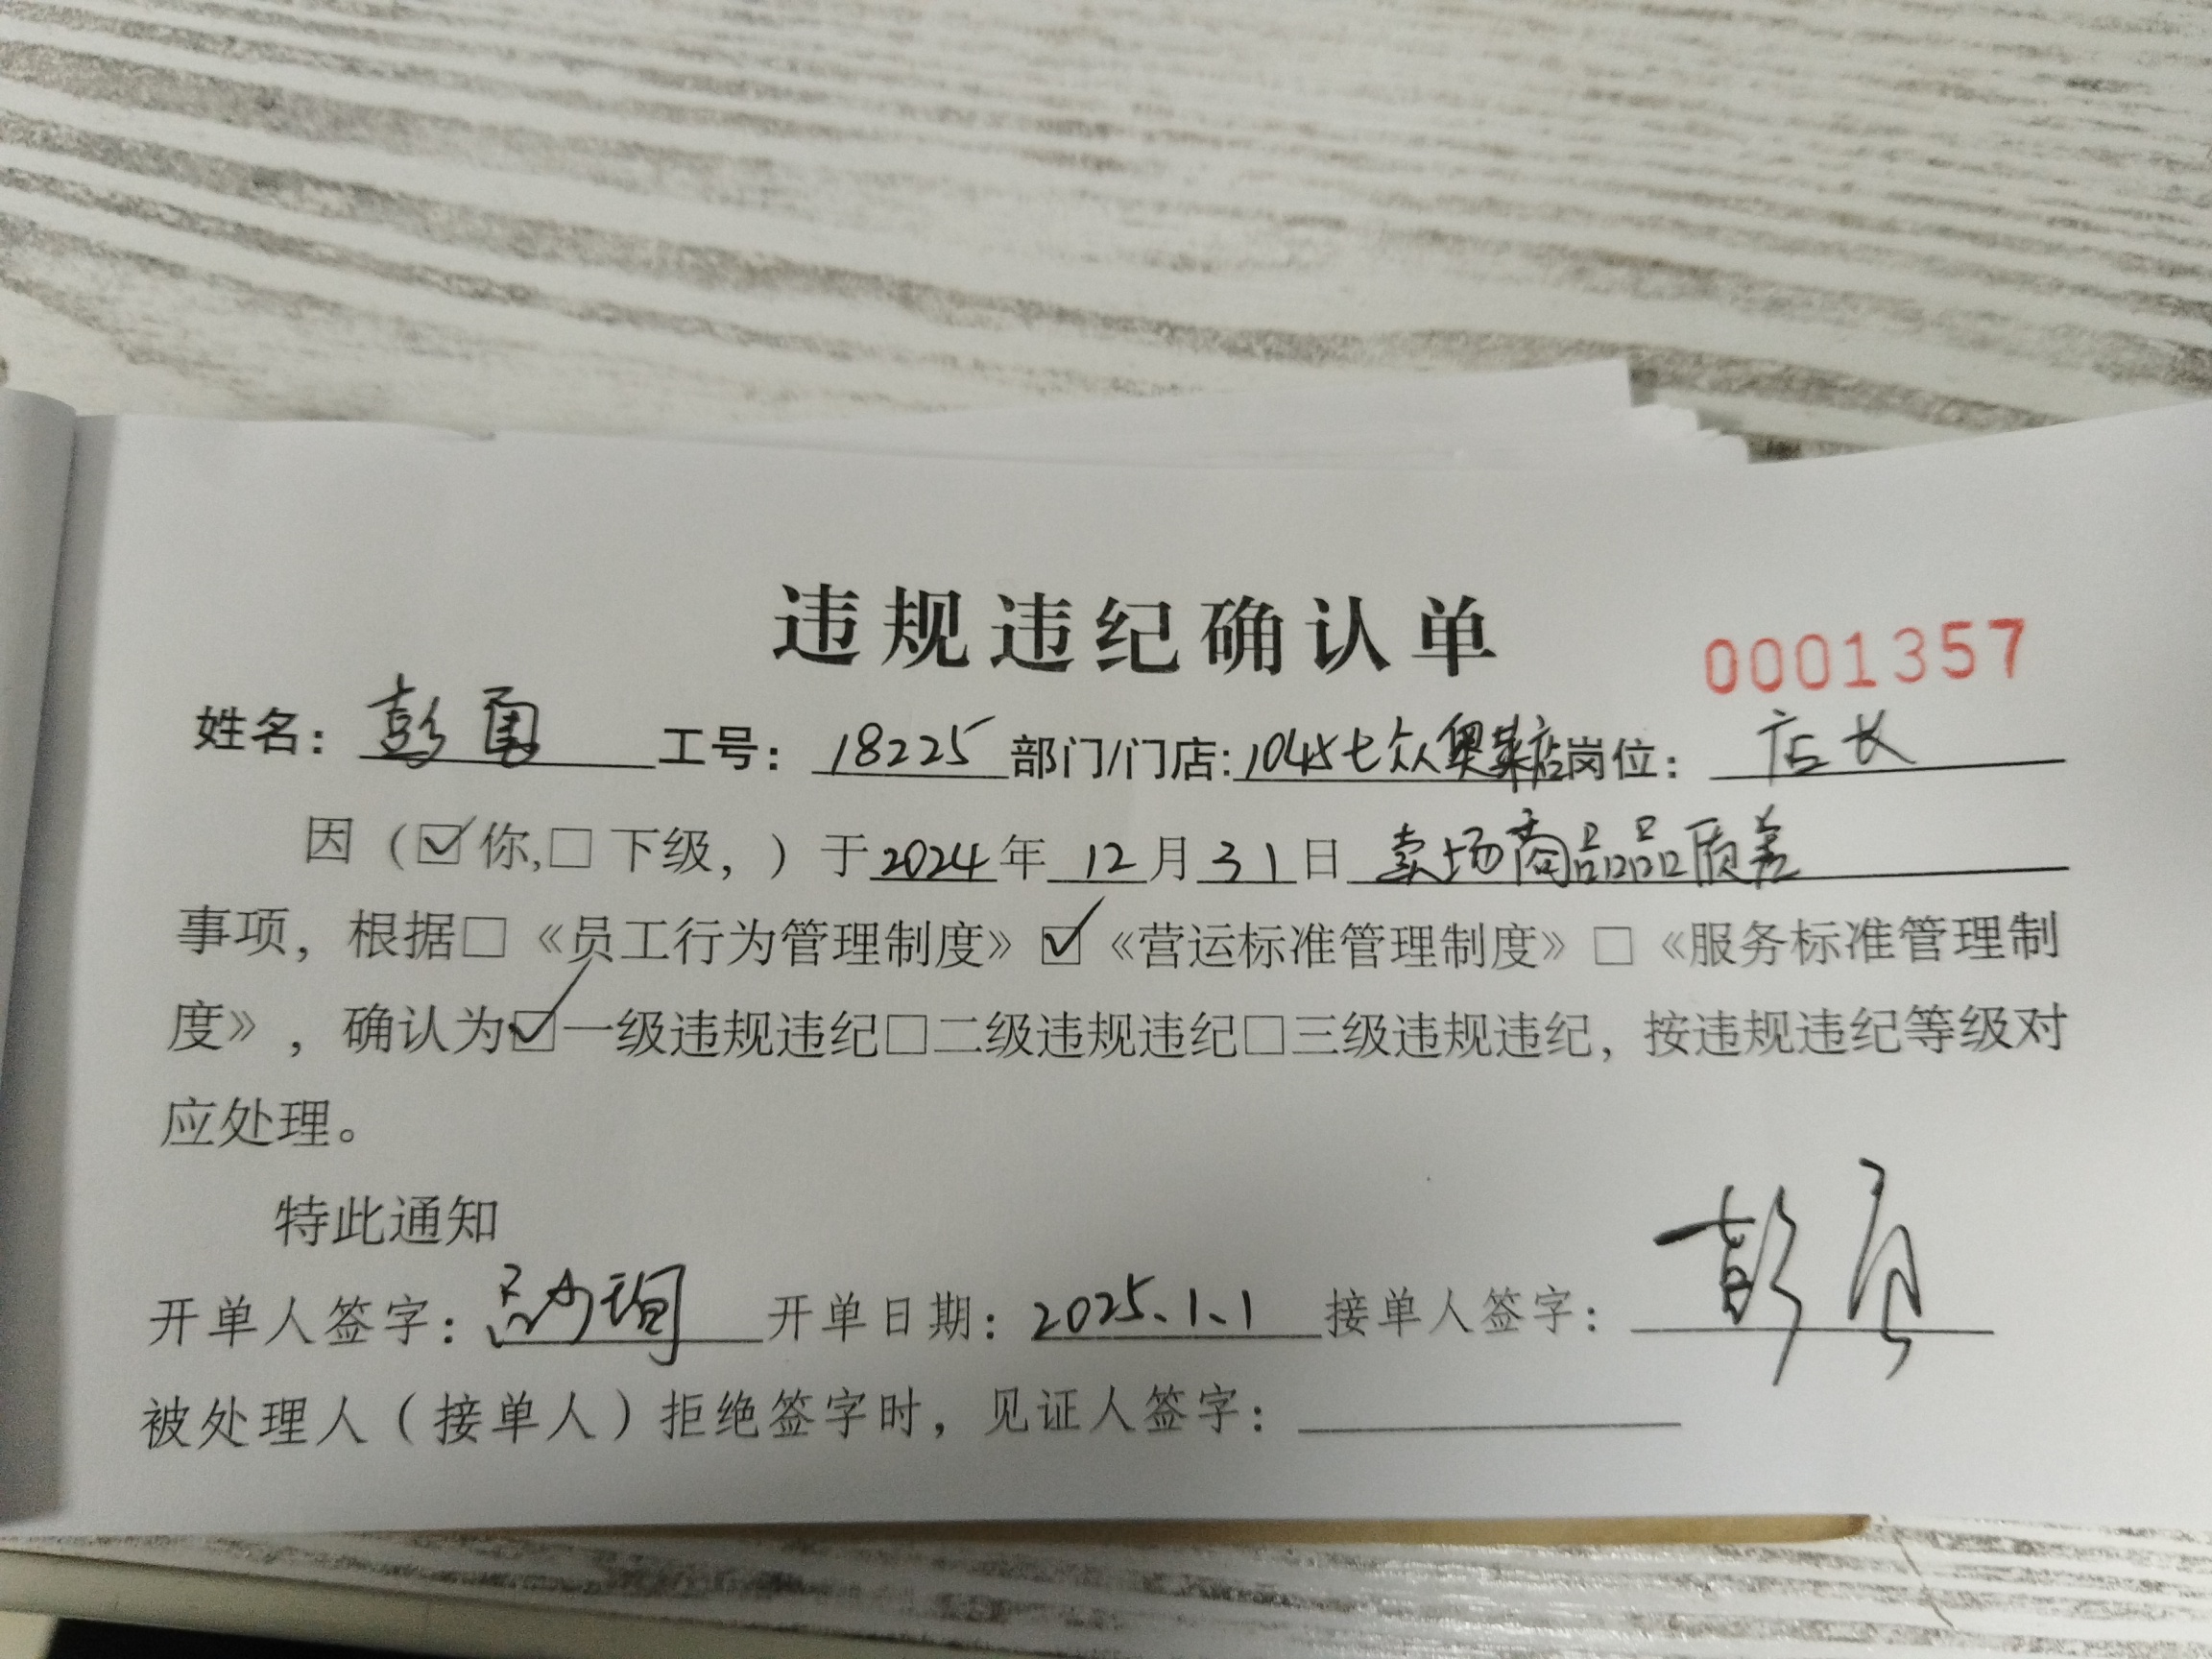 违规违纪确认单
0001357
姓名: 彭勇 工号: 18225 部门/门店: 1045七众奥莱店 岗位: 店长
因（☑你,□下级，）于2024年12月31日 卖场商品品质差
事项，根据□《员工行为管理制度》☑《营运标准管理制度》□《服务标准管理制
度》，确认为☑一级违规违纪□二级违规违纪□三级违规违纪，按违规违纪等级对
应处理。
特此通知
开单人签字: 开单日期: 2025.1.1 接单人签字: 彭勇
被处理人（接单人）拒绝签字时，见证人签字: